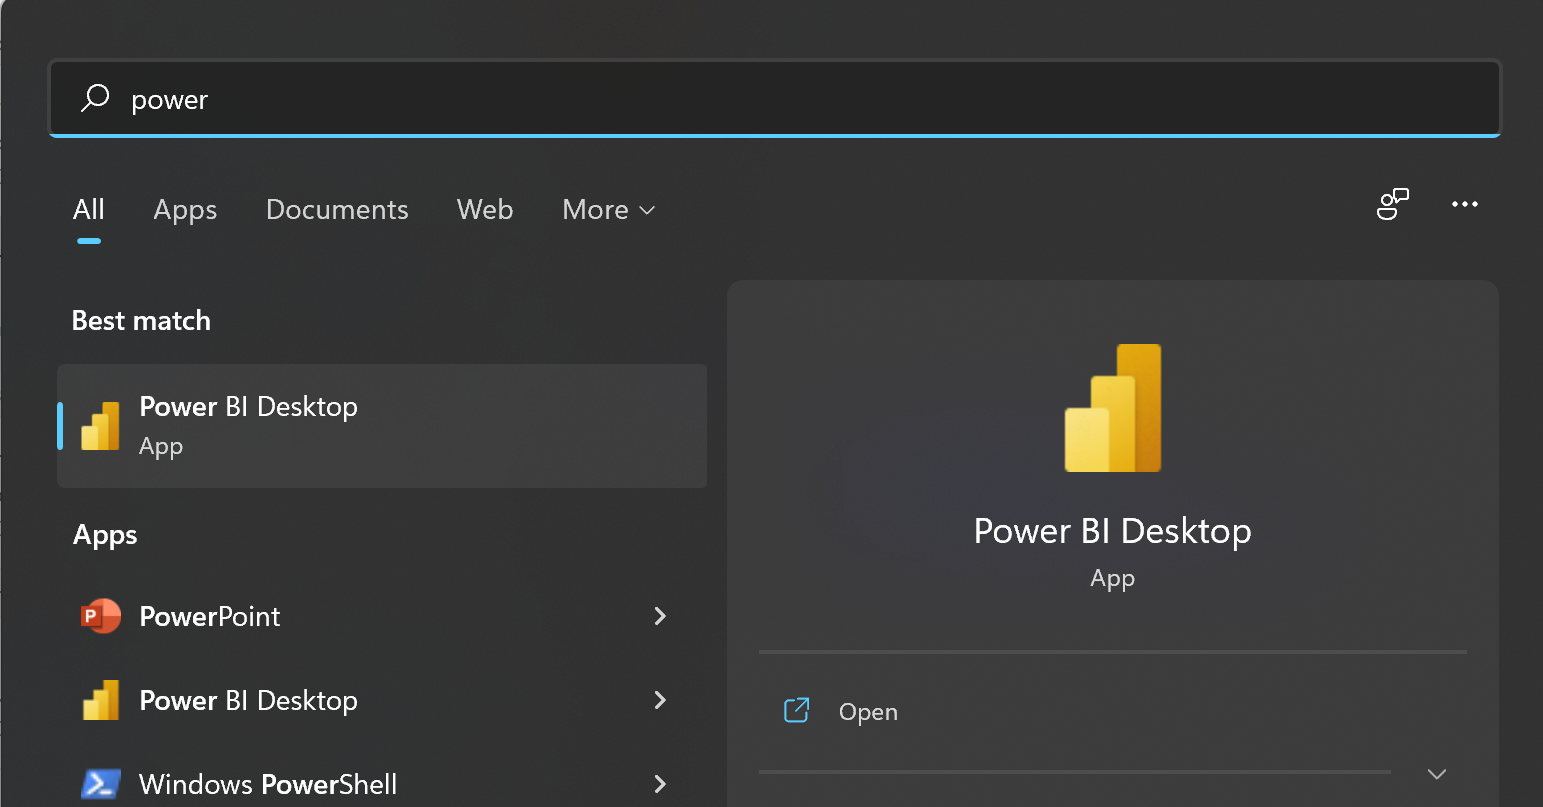 power
All Apps Documents Web More
Best match
Power BI Desktop
App
Apps
PowerPoint
Power BI Desktop
Windows PowerShell
Power BI Desktop
App
Open